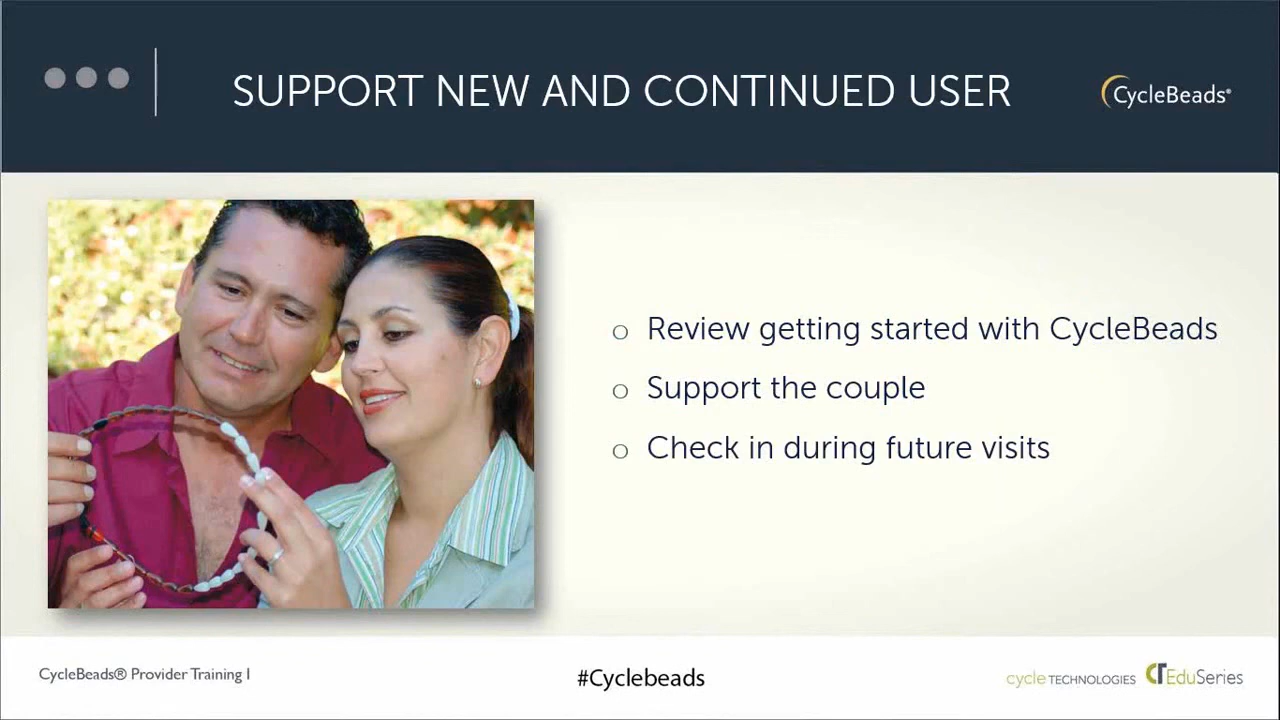 SUPPORT NEW AND CONTINUED USER
CycleBeads®
o Review getting started with CycleBeads
o Support the couple
o Check in during future visits
CycleBeads® Provider Training I
#Cyclebeads
cycle TECHNOLOGIES
CT EduSeries